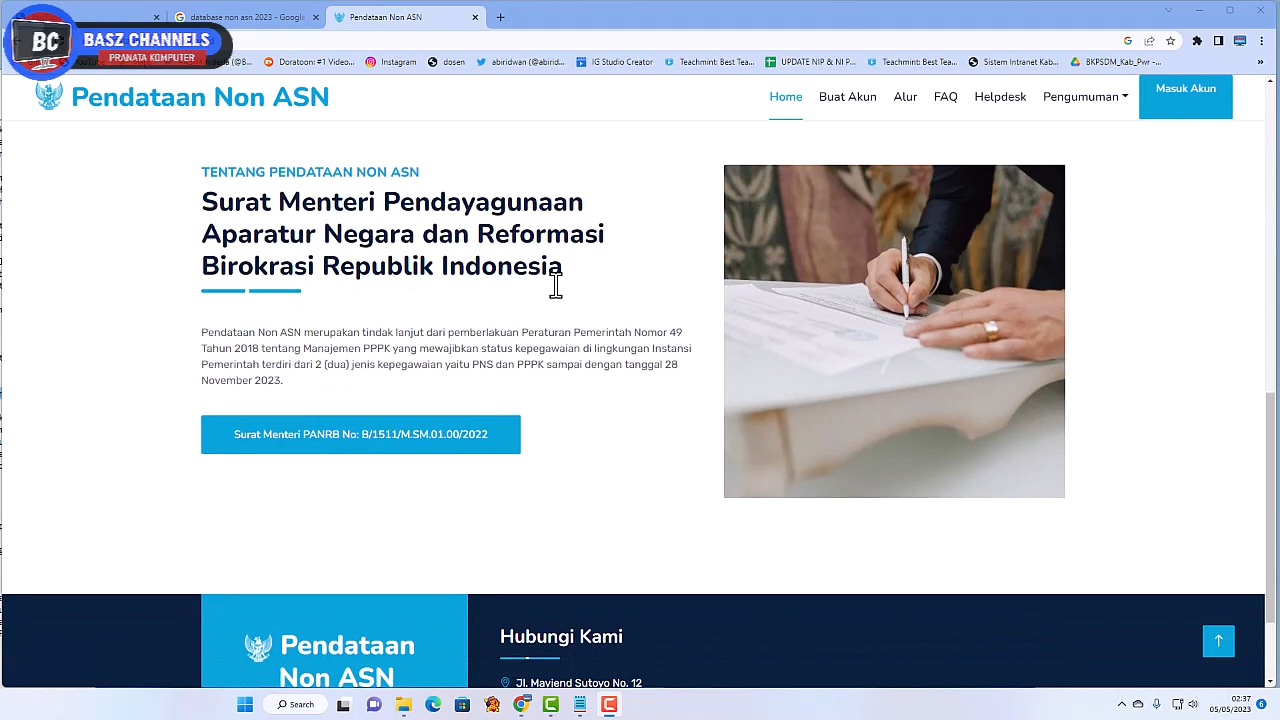 database non asn 2023 - Google
Pendataan Non ASN
BC
BASZ CHANNELS
PRANATA KOMPUTER
Doratoon: #1 Video...
Instagram
dosen
abiridwan (@abirid...
IG Studio Creator
Teachmint: Best Tea...
UPDATE NIP & NI P...
Teachmint: Best Tea...
Sistem Intranet Kab...
BKPSDM_Kab_Pwr -...
Pendataan Non ASN
Home
Buat Akun
Alur
FAQ
Helpdesk
Pengumuman
Masuk Akun
TENTANG PENDATAAN NON ASN
Surat Menteri Pendayagunaan
Aparatur Negara dan Reformasi
Birokrasi Republik Indonesia
Pendataan Non ASN merupakan tindak lanjut dari pemberlakuan Peraturan Pemerintah Nomor 49
Tahun 2018 tentang Manajemen PPPK yang mewajibkan status kepegawaian di lingkungan Instansi
Pemerintah terdiri dari 2 (dua) jenis kepegawaian yaitu PNS dan PPPK sampai dengan tanggal 28
November 2023.
Surat Menteri PANRB No: B/1511/M.SM.01.00/2022
Pendataan
Non ASN
Hubungi Kami
Jl. Mayjend Sutoyo No. 12
Search
02:37
05/05/2023
6